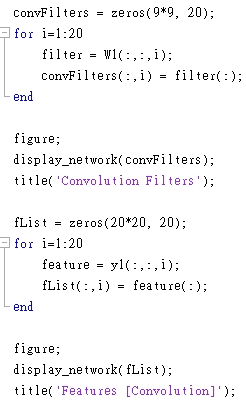 convFilters = zeros(9*9, 20);
for i=1:20
    filter = W1(:,:,i);
    convFilters(:,i) = filter(:);
end
figure;
display_network(convFilters);
title('Convolution Filters');
fList = zeros(20*20, 20);
for i=1:20
    feature = y1(:,:,i);
    fList(:,i) = feature(:);
end
figure;
display_network(fList);
title('Features [Convolution]');